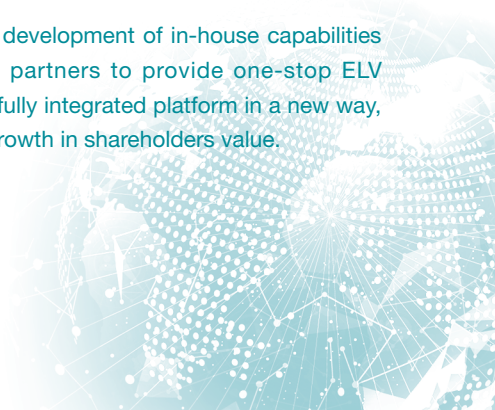 development of in-house capabilities
partners to provide one-stop ELV
fully integrated platform in a new way,
rowth in shareholders value.